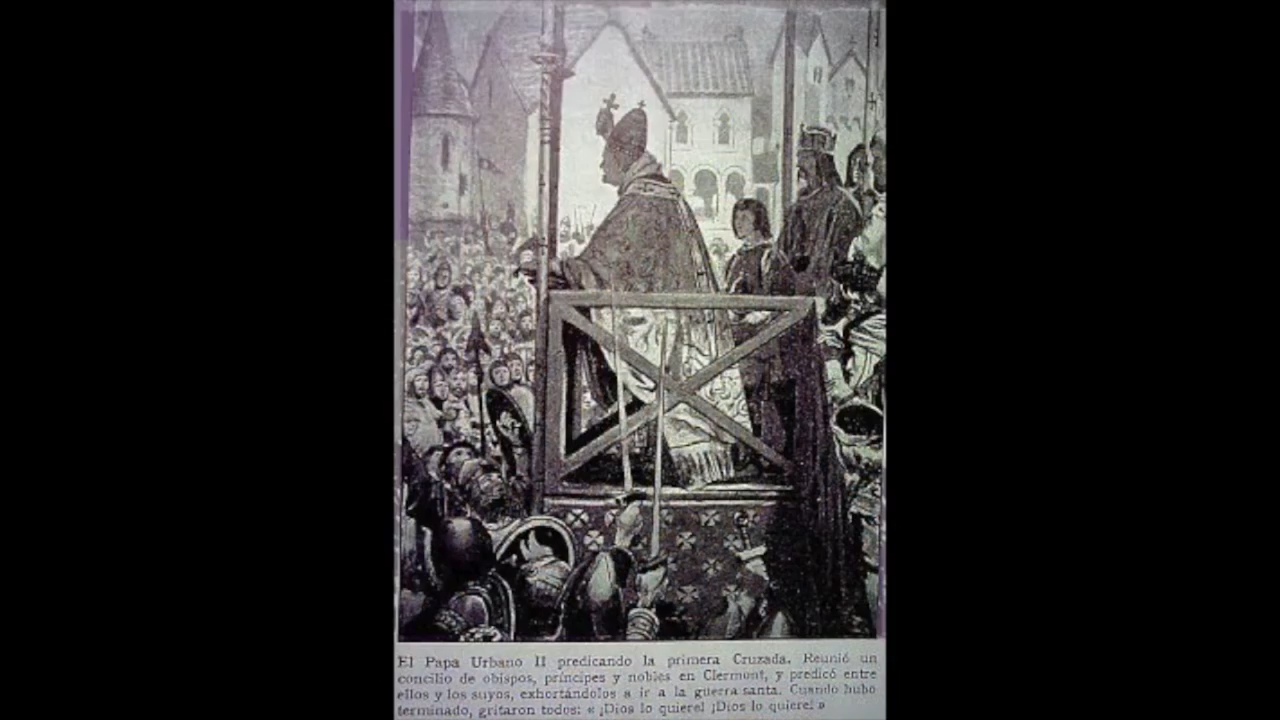 El Papa Urbano II predicando la primera Cruzada. Reunió un
concilio de obispos, príncipes y nobles en Clermont, y predicó entre
ellos y los suyos, exhortándolos a ir a la guerra santa. Cuando hubo
terminado, gritaron todos: « ¡Dios lo quiere! ¡Dios lo quiere! »